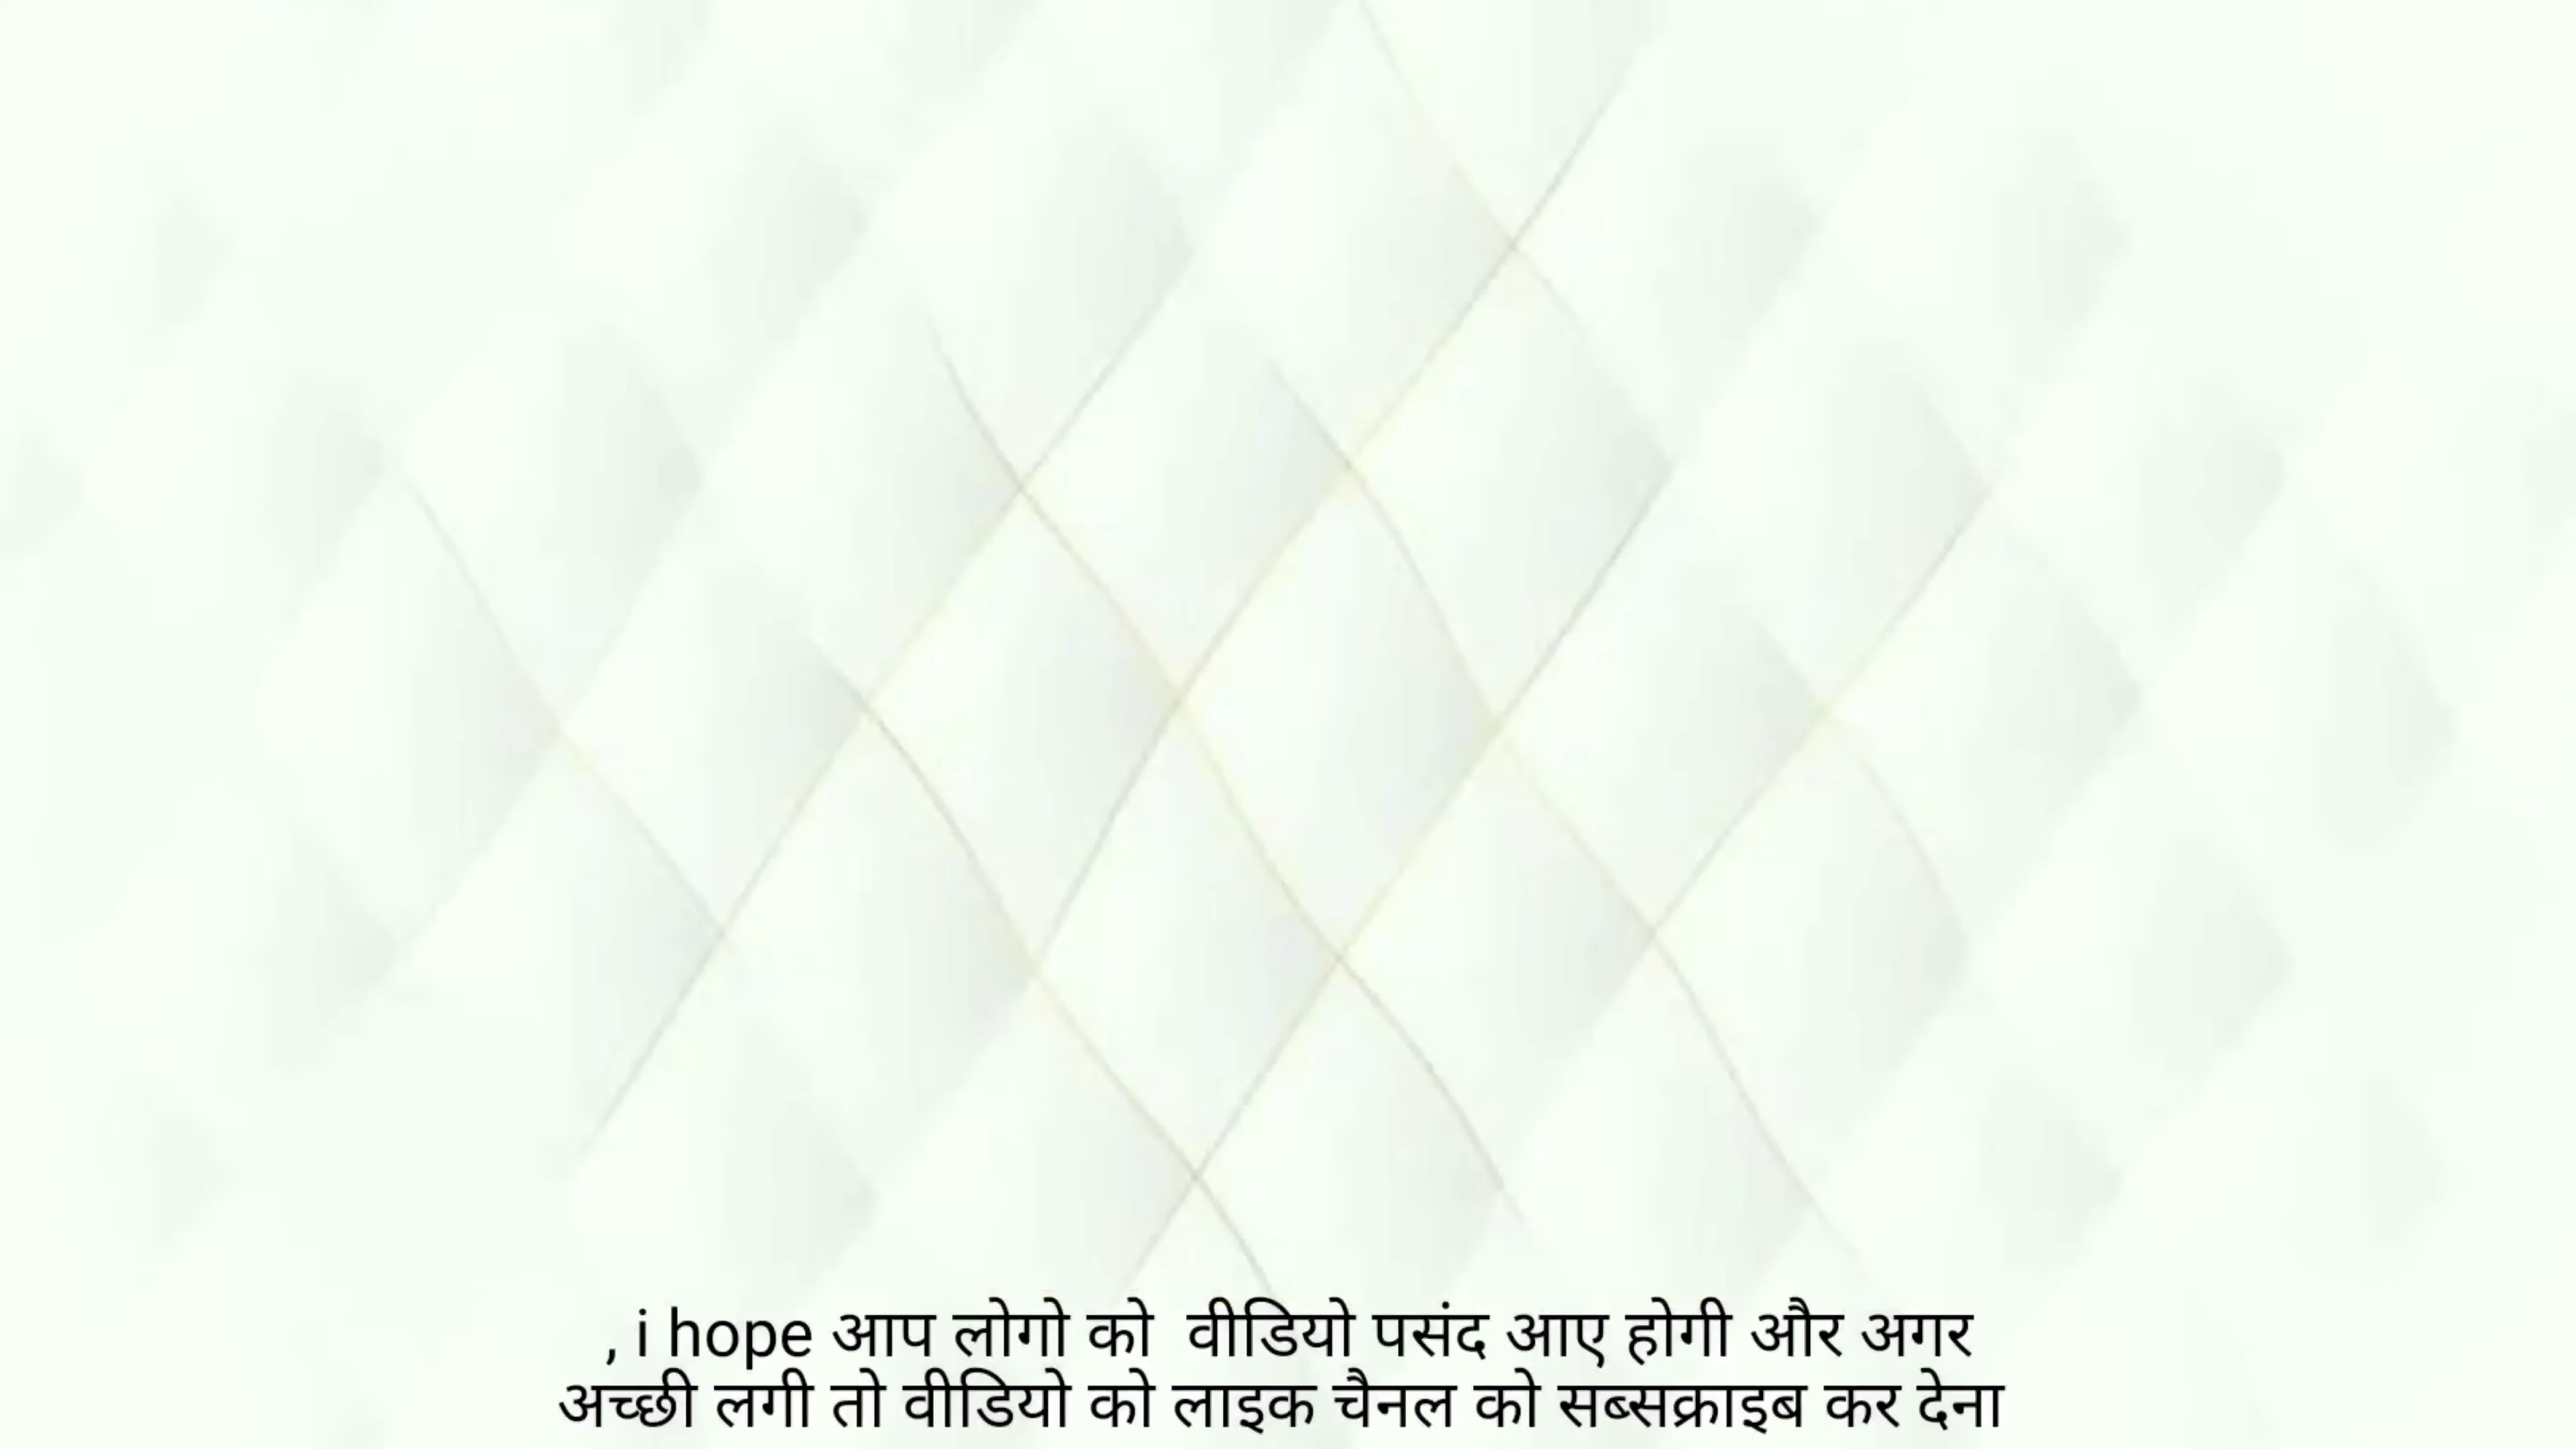 , i hope आप लोगो को  वीडियो पसंद आए होगी और अगर
अच्छी लगी तो वीडियो को लाइक चैनल को सब्सक्राइब कर देना